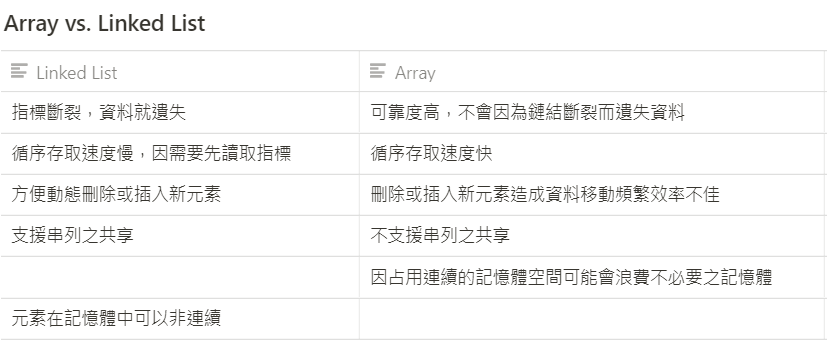 Array vs. Linked List
Linked List Array
指標斷裂，資料就遺失 可靠度高，不會因為鏈結斷裂而遺失資料
循序存取速度慢，因需要先讀取指標 循序存取速度快
方便動態刪除或插入新元素 刪除或插入新元素造成資料移動頻繁效率不佳
支援串列之共享 不支援串列之共享
因占用連續的記憶體空間可能會浪費不必要之記憶體
元素在記憶體中可以非連續